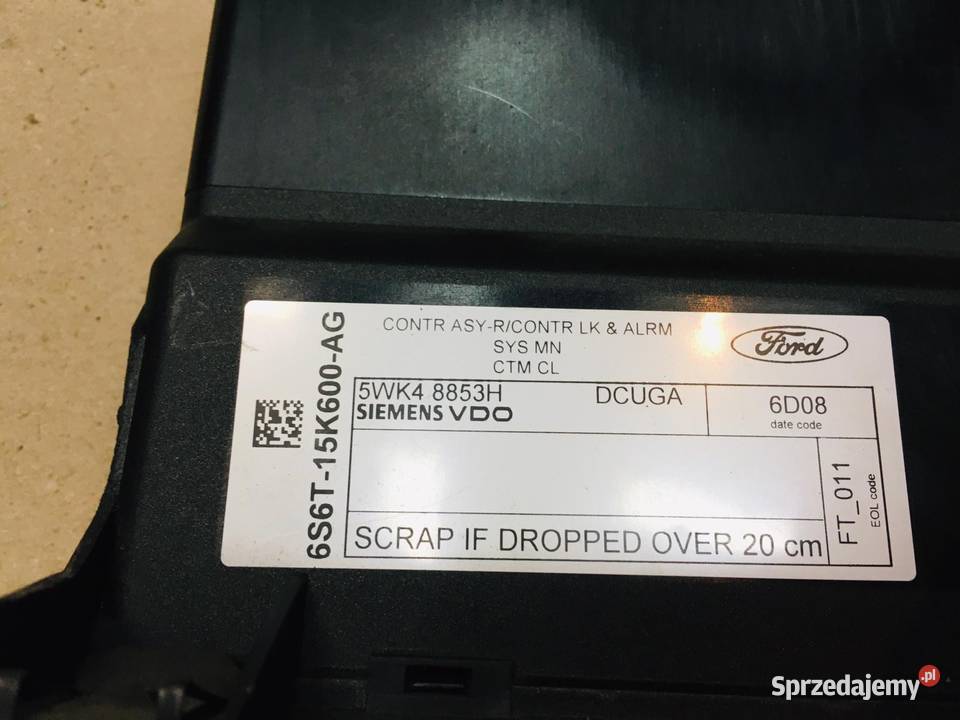 CONTR ASY-R/CONTR LK & ALRM
SYS MN
CTM CL
Ford
6S6T-15K600-AG
5WK4 8853H DCUGA
SIEMENS VDO
6D08
date code
FT_011
EOL code
SCRAP IF DROPPED OVER 20 cm
Sprzedajemy.pl